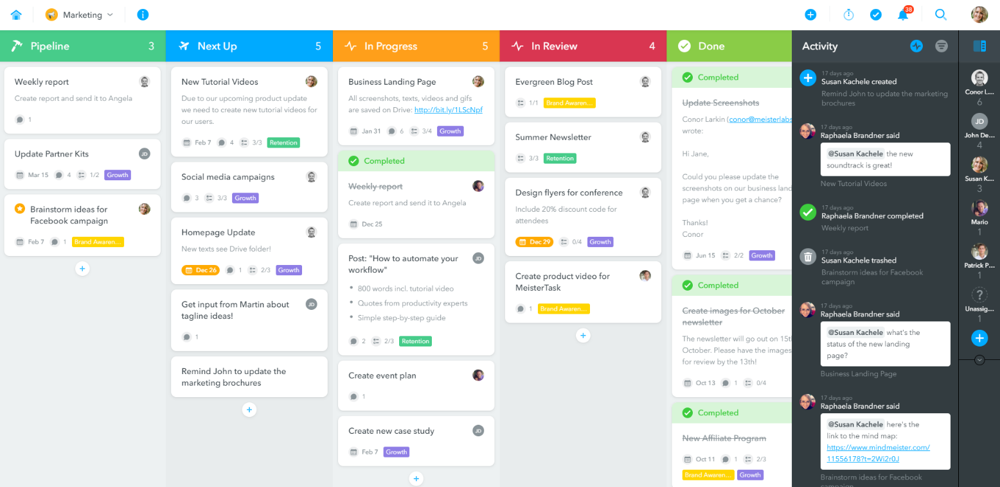 Marketing
38
Pipeline 3
Weekly report
Create report and send it to Angela
1
Update Partner Kits
JD
Mar 15 4 1/2 Growth
Brainstorm ideas for
Facebook campaign
Feb 7 1 Brand Awaren...
Next Up 5
New Tutorial Videos
Due to our upcoming product update
we need to create new tutorial videos for
our users.
Feb 7 4 3/3 Retention
Social media campaigns
3 3/3 Growth
Homepage Update
New texts see Drive folder!
Dec 26 1 2/3 Growth
Get input from Martin about
tagline ideas!
JD
1
Remind John to update the
marketing brochures
In Progress 5
Business Landing Page
All screenshots, texts, videos and gifs
are saved on Drive: http://bit.ly/1LScNpf
Jan 31 6 3/4 Growth
Completed
Weekly report
Create report and send it to Angela
Dec 25
Post: "How to automate your
workflow"
JD
• 800 words incl. tutorial video
• Quotes from productivity experts
• Simple step-by-step guide
2 2/3 Retention
Create event plan
1
Create new case study
JD
Feb 7 Growth
In Review 4
Evergreen Blog Post
1/1 Brand Awaren...
Summer Newsletter
3/3 Retention
Design flyers for conference
Include 20% discount code for
attendees
Dec 29 0/4 Growth
Create product video for
MeisterTask
1 Brand Awaren...
Done
Completed
Update Screenshots
Conor Larkin (conor@meisterlabs
wrote:
Hi Jane,
Could you please update the
screenshots on our business land
page when you get a chance?
Thanks!
Conor
Jun 15 2/2 Growth
Completed
Create images for October
newsletter
The newsletter will go out on 15t
October. Please have the images
for review by the 13th!
Oct 13 1 0/4
Completed
New Affiliate Program
Oct 11 1 2/3
Brand Awaren... Growth
Activity
17 days ago
Susan Kachele created
Remind John to update the marketing
brochures
17 days ago
Raphaela Brandner said
@Susan Kachele the new
soundtrack is great!
New Tutorial Videos
17 days ago
Raphaela Brandner completed
Weekly report
17 days ago
Susan Kachele trashed
Brainstorm ideas for Facebook
campaign
17 days ago
Raphaela Brandner said
@Susan Kachele what's the
status of the new landing
page?
Business Landing Page
17 days ago
Raphaela Brandner said
@Susan Kachele here's the
link to the mind map:
https://www.mindmeister.com/
11556178?t=2Wi2r0J
Brainstorm ideas for Facebook
campaign
Conor L...
6
JD
John De...
4
Susan K...
3
Mario
1
Patrick P...
1
?
Unassig...
1